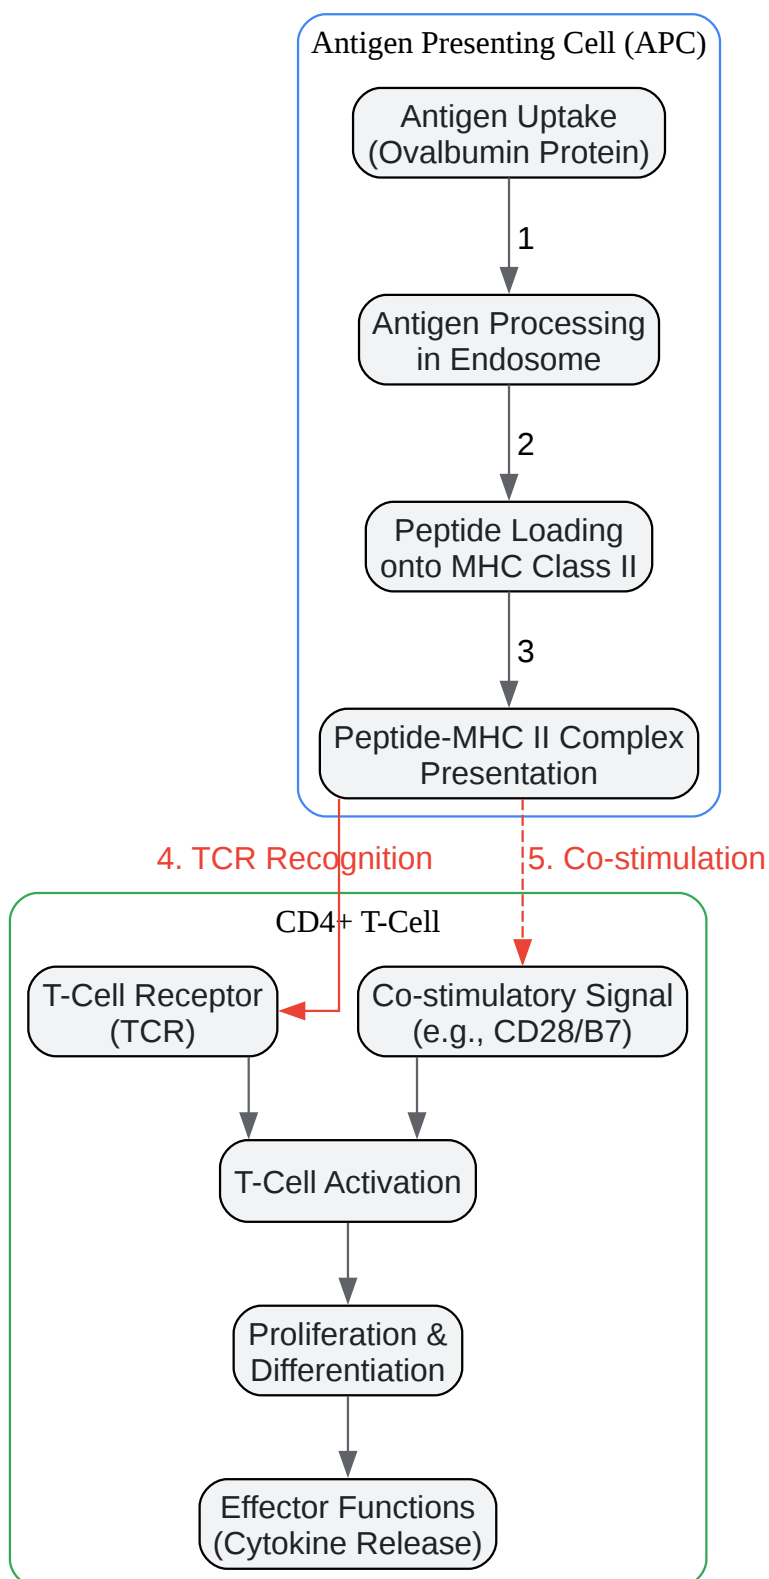 Antigen Presenting Cell (APC)
Antigen Uptake
(Ovalbumin Protein)
1
Antigen Processing
in Endosome
2
Peptide Loading
onto MHC Class II
3
Peptide-MHC II Complex
Presentation
4. TCR Recognition
5. Co-stimulation
CD4+ T-Cell
T-Cell Receptor
(TCR)
Co-stimulatory Signal
(e.g., CD28/B7)
T-Cell Activation
Proliferation &
Differentiation
Effector Functions
(Cytokine Release)